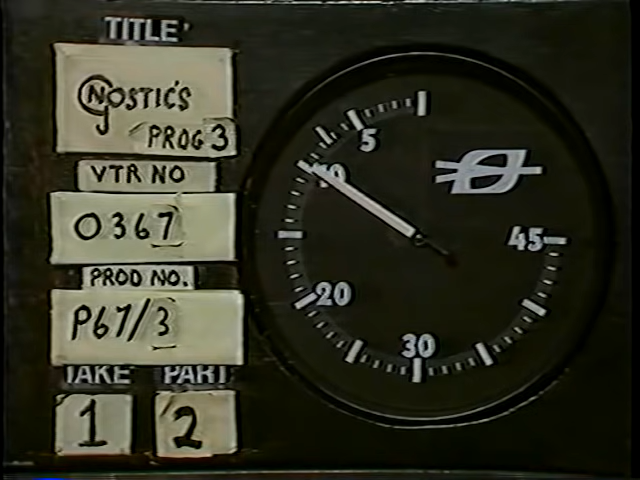 TITLE
GNOSTIC'S
PROG 3
VTR NO
0367
PROD NO.
P67/3
TAKE PART
1 2
5
10
20
30
45